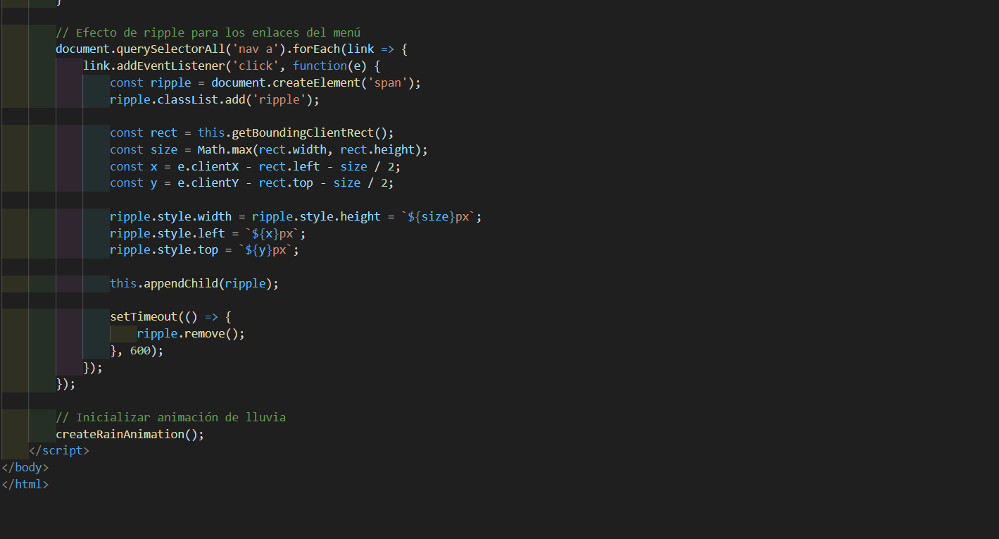 }
// Efecto de ripple para los enlaces del menú
document.querySelectorAll('nav a').forEach(link => {
link.addEventListener('click', function(e) {
const ripple = document.createElement('span');
ripple.classList.add('ripple');
const rect = this.getBoundingClientRect();
const size = Math.max(rect.width, rect.height);
const x = e.clientX - rect.left - size / 2;
const y = e.clientY - rect.top - size / 2;
ripple.style.width = ripple.style.height = `${size}px`;
ripple.style.left = `${x}px`;
ripple.style.top = `${y}px`;
this.appendChild(ripple);
setTimeout(() => {
ripple.remove();
}, 600);
});
});
// Inicializar animación de lluvia
createRainAnimation();
</script>
</body>
</html>